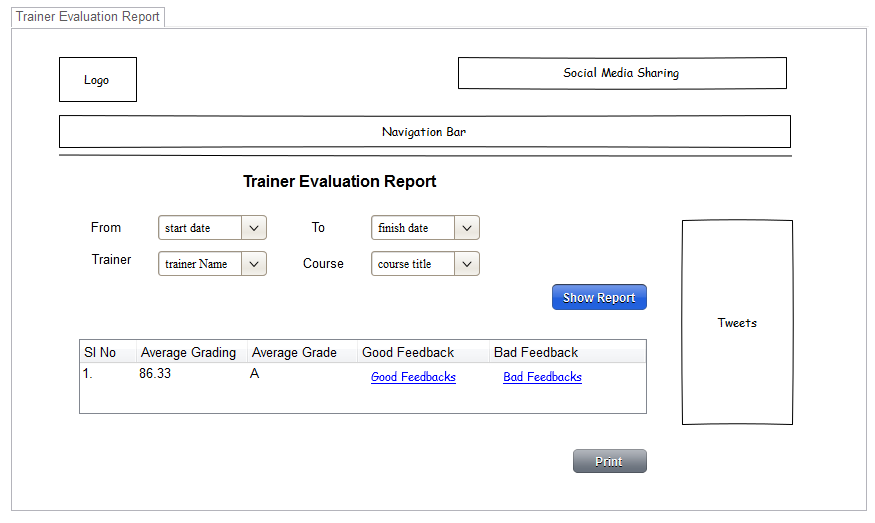 Trainer Evaluation Report
Logo
Social Media Sharing
Navigation Bar
Trainer Evaluation Report
From start date To finish date
Trainer trainer Name Course course title
Show Report
Tweets
Sl No Average Grading Average Grade Good Feedback Bad Feedback
1. 86.33 A Good Feedbacks Bad Feedbacks
Print